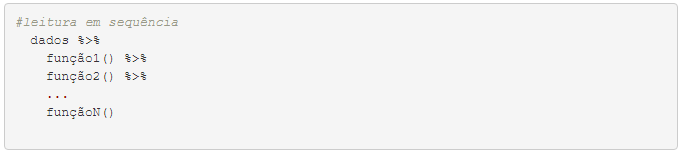 #leitura em sequência
dados %>%
função1() %>%
função2() %>%
...
funçãoN()